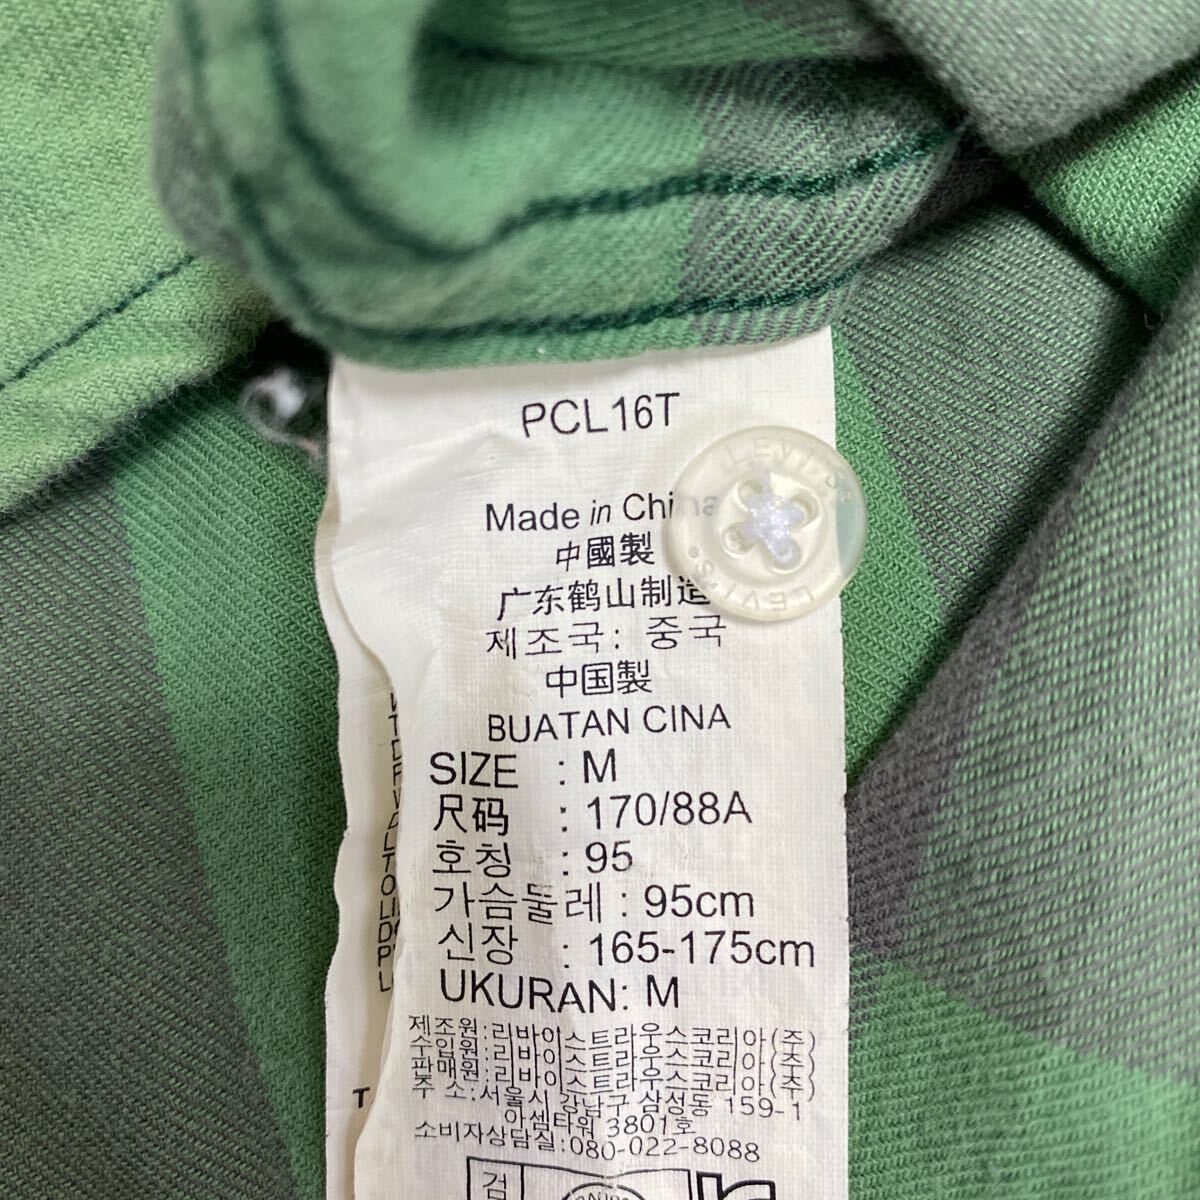 PCL16T
LEVI'S
LEVI'S
Made in China
中國製
广东鹤山制造
제조국: 중국
中国製
BUATAN CINA
SIZE : M
尺码 : 170/88A
호칭 : 95
가슴둘레 : 95cm
신장 : 165-175cm
UKURAN: M
제조원:리바이스트라우스코리아(주)
수입원:리바이스트라우스코리아(주)
판매원:리바이스트라우스코리아(주)
주 소:서울시 강남구 삼성동 159-1
아셈타워 3801호
소비자상담실:080-022-8088
검